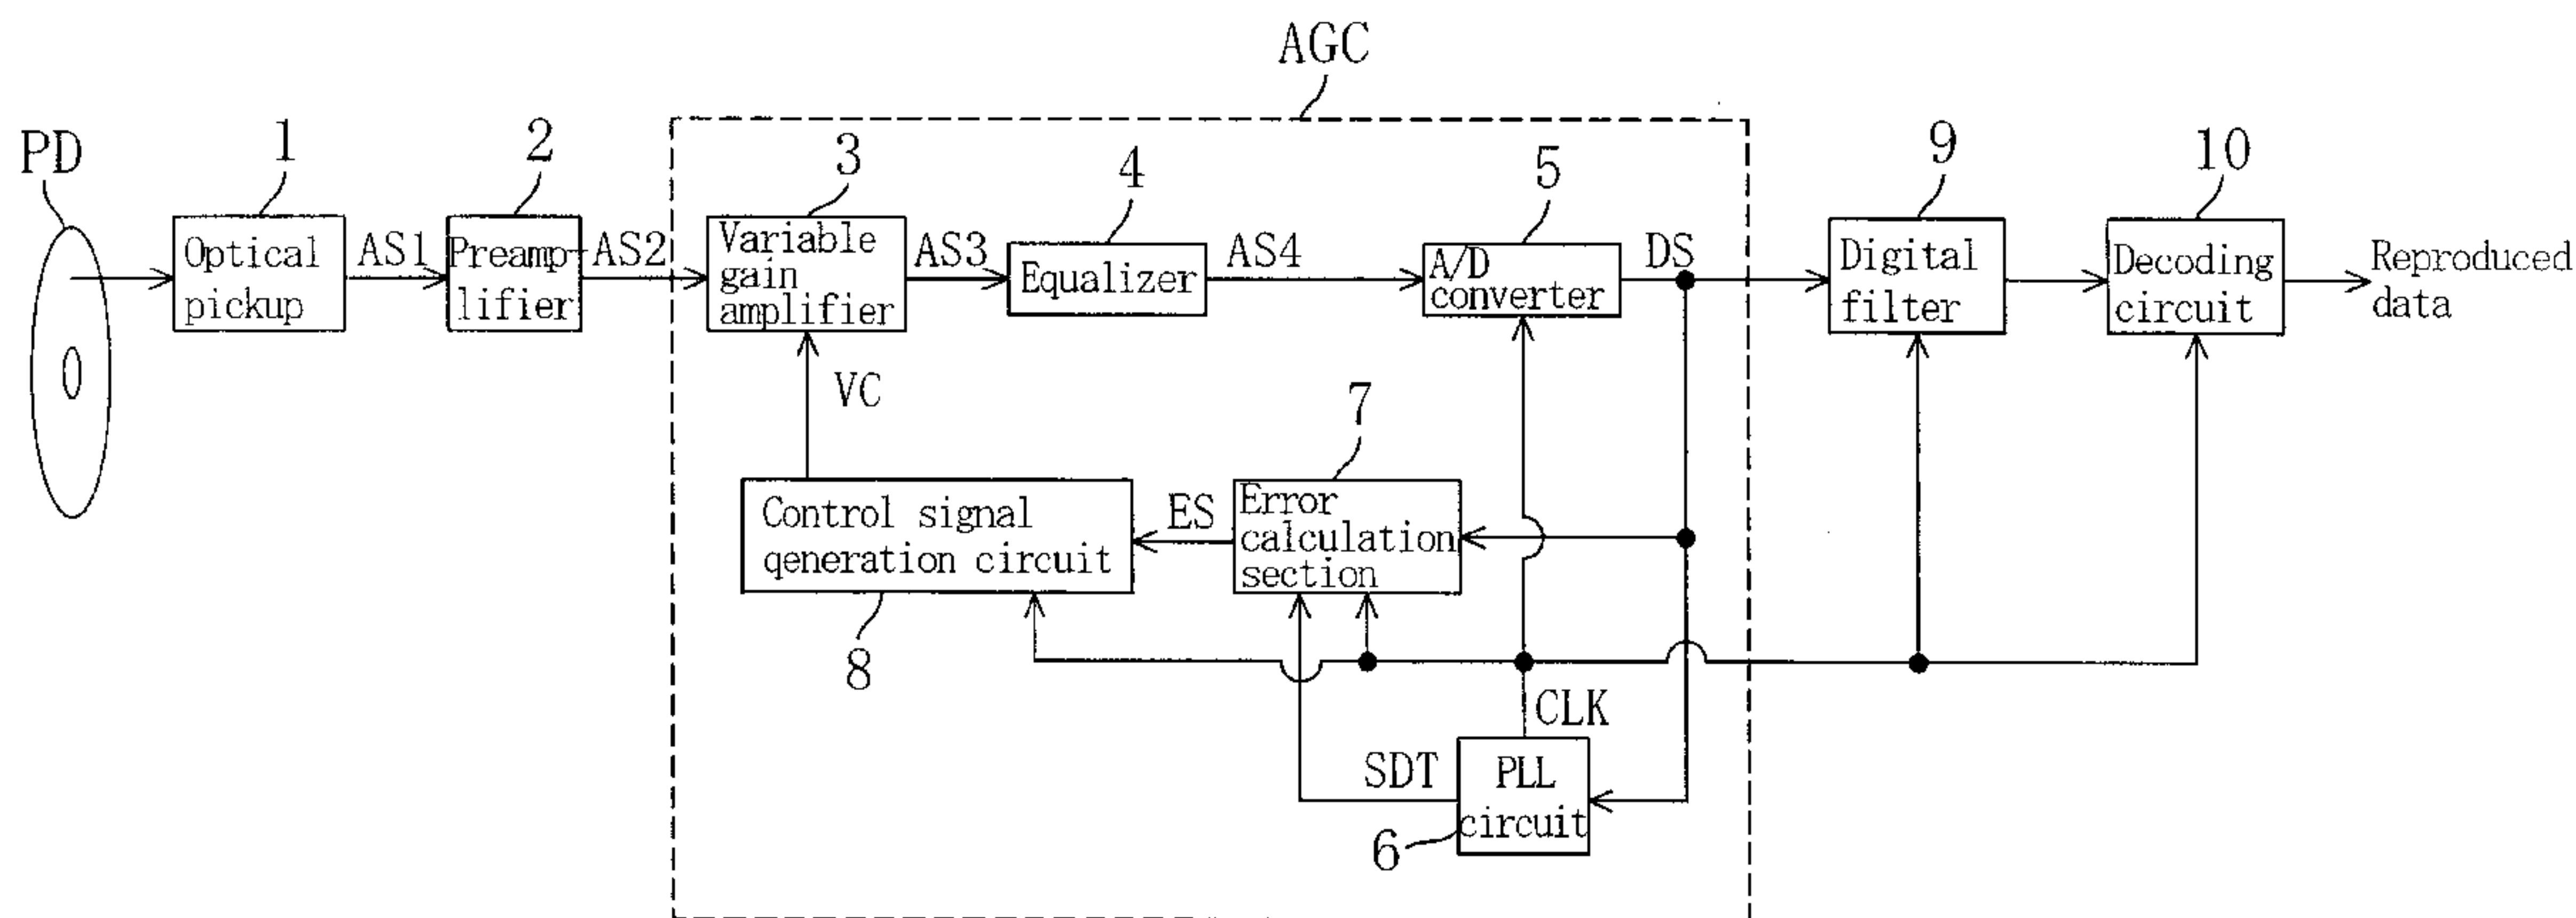 AGC
PD
1
2
3
4
5
9
10
Optical
pickup
AS1
Preamp-
lifier
AS2
Variable
gain
amplifier
AS3
Equalizer
AS4
A/D
converter
DS
Digital
filter
Decoding
circuit
Reproduced
data
VC
7
Control signal
qeneration circuit
ES
Error
calculation
section
8
CLK
SDT
PLL
circuit
6